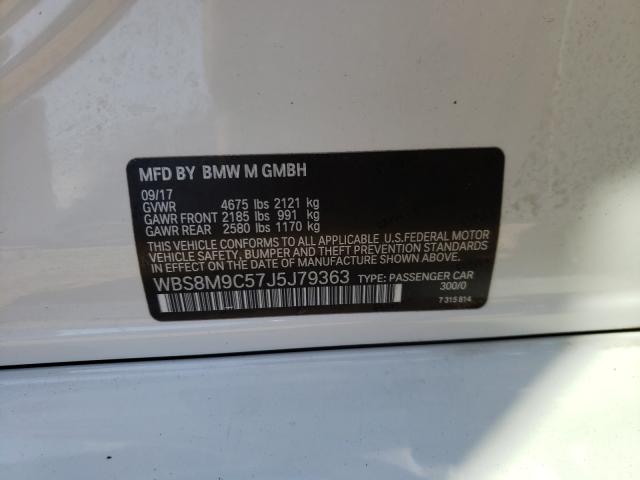 MFD BY BMW M GMBH
09/17
GVWR 4675 lbs 2121 kg
GAWR FRONT 2185 lbs 991 kg
GAWR REAR 2580 lbs 1170 kg
THIS VEHICLE CONFORMS TO ALL APPLICABLE U.S.FEDERAL MOTOR
VEHICLE SAFETY, BUMPER, AND THEFT PREVENTION STANDARDS
IN EFFECT ON THE DATE OF MANUFACTURE SHOWN ABOVE.
WBS8M9C57J5J79363 TYPE: PASSENGER CAR
300/0
7 315 814